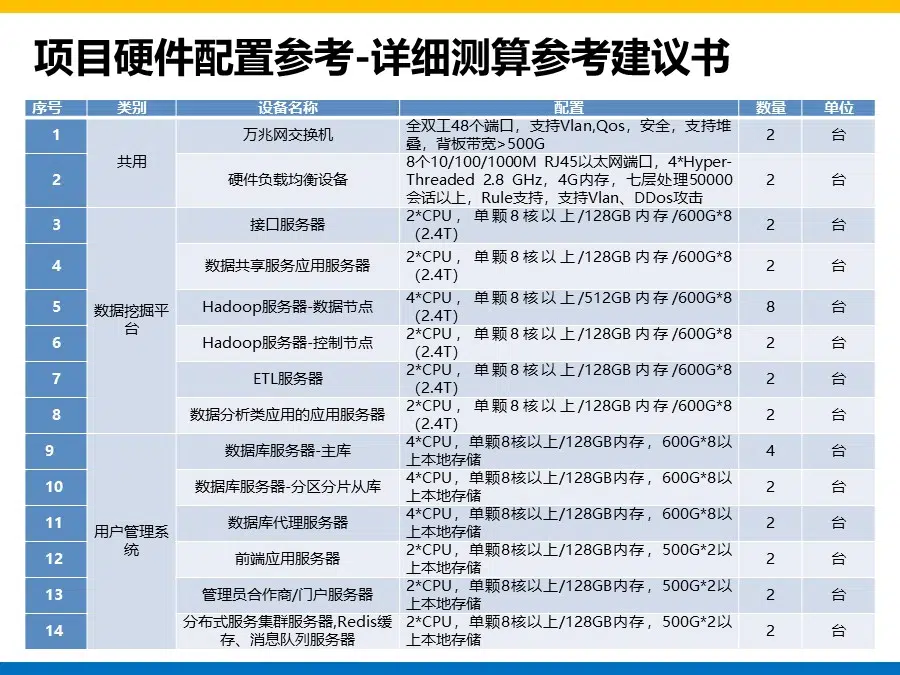 项目硬件配置参考-详细测算参考建议书
序号 类别 设备名称 配置 数量 单位
1 共用 万兆网交换机 全双工48个端口，支持Vlan,Qos，安全，支持堆
叠，背板带宽>500G 2 台
2 硬件负载均衡设备 8个10/100/1000M RJ45以太网端口，4*Hyper-
Threaded 2.8 GHz，4G内存，七层处理50000
会话以上，Rule支持，支持Vlan、DDos攻击 2 台
3 数据挖掘平
台 接口服务器 2*CPU，单颗8核以上/128GB内存/600G*8
（2.4T） 2 台
4 数据共享服务应用服务器 2*CPU，单颗8核以上/128GB内存/600G*8
（2.4T） 2 台
5 Hadoop服务器-数据节点 4*CPU，单颗8核以上/512GB内存/600G*8
（2.4T） 8 台
6 Hadoop服务器-控制节点 2*CPU，单颗8核以上/128GB内存/600G*8
（2.4T） 2 台
7 ETL服务器 2*CPU，单颗8核以上/128GB内存/600G*8
（2.4T） 2 台
8 数据分析类应用的应用服务器 2*CPU，单颗8核以上/128GB内存/600G*8
（2.4T） 2 台
9 用户管理系
统 数据库服务器-主库 4*CPU，单颗8核以上/128GB内存，600G*8以
上本地存储 4 台
10 数据库服务器-分区分片从库 4*CPU，单颗8核以上/128GB内存，600G*8以
上本地存储 2 台
11 数据库代理服务器 4*CPU，单颗8核以上/128GB内存，600G*8以
上本地存储 2 台
12 前端应用服务器 2*CPU，单颗8核以上/128GB内存，500G*2以
上本地存储 2 台
13 管理员合作商/门户服务器 2*CPU，单颗8核以上/128GB内存，500G*2以
上本地存储 2 台
14 分布式服务集群服务器,Redis缓
存、消息队列服务器 2*CPU，单颗8核以上/128GB内存，500G*2以
上本地存储 2 台